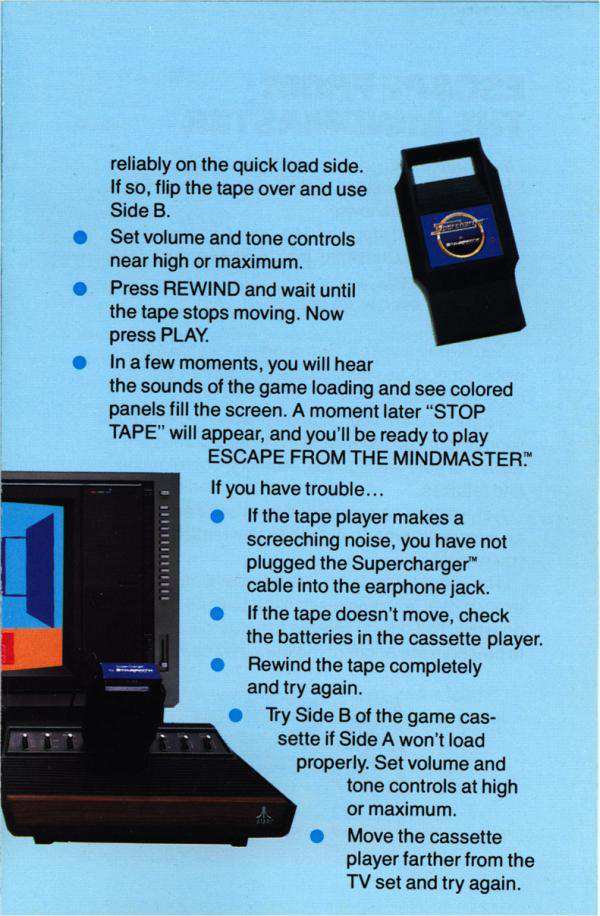 reliably on the quick load side.
If so, flip the tape over and use
Side B.
Set volume and tone controls
near high or maximum.
Press REWIND and wait until
the tape stops moving. Now
press PLAY.
In a few moments, you will hear
the sounds of the game loading and see colored
panels fill the screen. A moment later “STOP
TAPE” will appear, and you'll be ready to play
ESCAPE FROM THE MINDMASTER.™
If you have trouble...
If the tape player makes a
screeching noise, you have not
plugged the Supercharger™
cable into the earphone jack.
If the tape doesn't move, check
the batteries in the cassette player.
Rewind the tape completely
and try again.
Try Side B of the game cas-
sette if Side A won't load
properly. Set volume and
tone controls at high
or maximum.
Move the cassette
player farther from the
TV set and try again.
Supercharger
STARPATH
ATARI